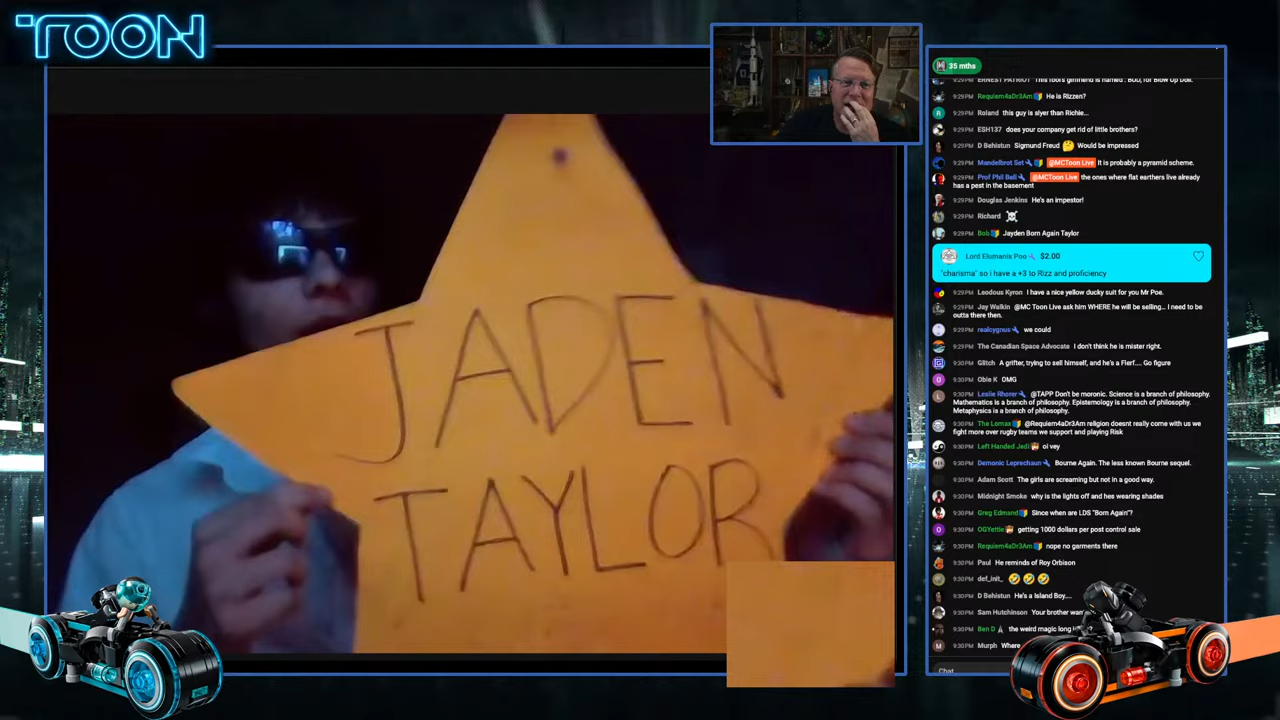 TOON
JADEN
TAYLOR
35 mths
9:29PM Requiem4aDr3Am He is Rizzen?
9:29PM Roland this guy is slyer than Richie...
9:29PM ESH137 does your company get rid of little brothers?
9:29PM D Behistun Sigmund Freud 🤔 Would be impressed
9:29PM Mandelbrot Set @MCToon Live It is probably a pyramid scheme.
9:29PM Prof Phil Bell @MCToon Live the ones where flat earthers live already
has a pest in the basement
9:29PM Douglas Jenkins He's an impestor!
9:29PM Richard ☠️
9:29PM Bob Jayden Born Again Taylor
Lord Elumanis Poo $2.00
"charisma" so i have a +3 to Rizz and proficiency
9:29PM Leodous Kyron I have a nice yellow ducky suit for you Mr Poe.
9:29PM Jay Walkin @MC Toon Live ask him WHERE he will be selling... I need to be
outta there then.
9:29PM realcygnus we could
9:29PM The Canadian Space Advocate I don't think he is mister right.
9:30PM Glitch A grifter, trying to sell himself, and he's a Flerf.... Go figure
9:30PM Obie K OMG
9:30PM Leslie Rhorer @TAPP Don't be moronic. Science is a branch of philosophy.
Mathematics is a branch of philosophy. Epistemology is a branch of philosophy.
Metaphysics is a branch of philosophy.
9:30PM The Lomax @Requiem4aDr3Am religion doesnt really come with us we
fight more over rugby teams we support and playing Risk
9:30PM Left Handed Jedi oi vey
9:30PM Demonic Leprechaun Bourne Again. The less known Bourne sequel.
9:30PM Adam Scott The girls are screaming but not in a good way.
9:30PM Midnight Smoke why is the lights off and hes wearing shades
9:30PM Greg Edmand Since when are LDS "Born Again"?
9:30PM OGYettie getting 1000 dollars per post control sale
9:30PM Requiem4aDr3Am nope no garments there
9:30PM Paul He reminds of Roy Orbison
9:30PM def_init_ 🤣 🤣 🤣
9:30PM D Behistun He's a Island Boy....
9:30PM Sam Hutchinson Your brother
9:30PM Ben D the weird magic long
9:30PM Murph Where
Chat